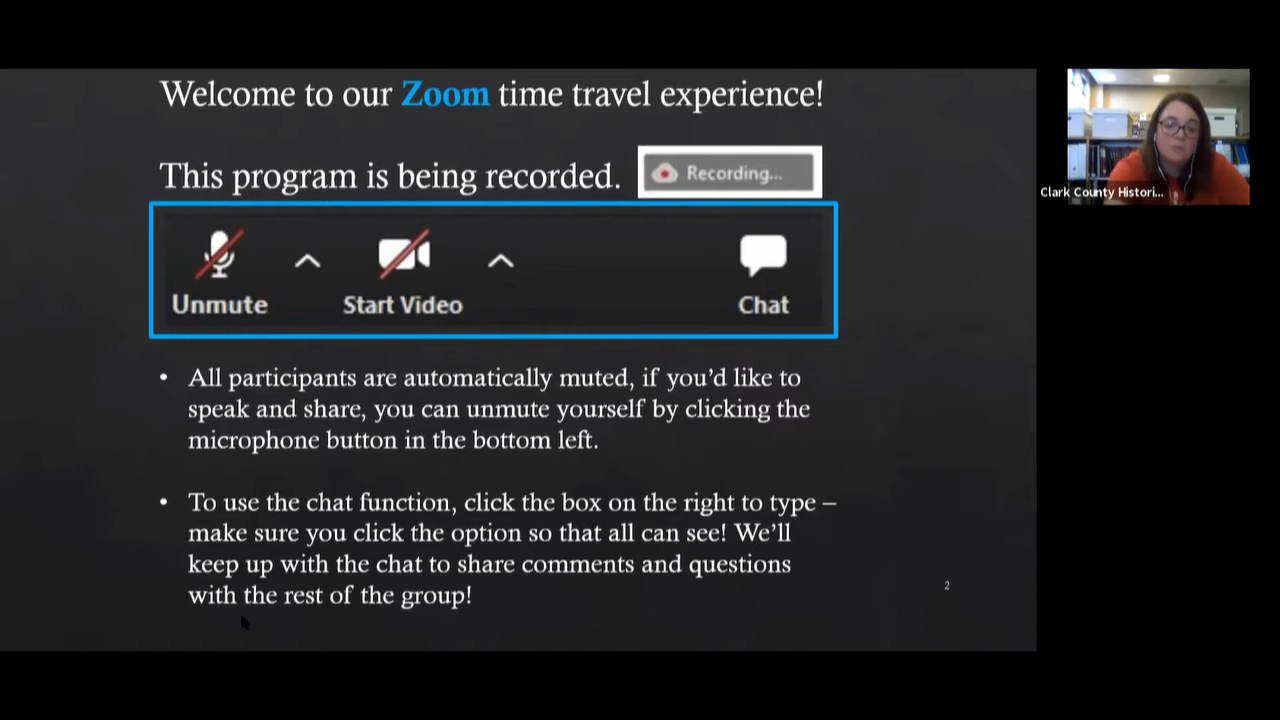 Welcome to our Zoom time travel experience!
This program is being recorded.
Recording...
Unmute
Start Video
Chat
• All participants are automatically muted, if you’d like to
speak and share, you can unmute yourself by clicking the
microphone button in the bottom left.
• To use the chat function, click the box on the right to type –
make sure you click the option so that all can see! We’ll
keep up with the chat to share comments and questions
with the rest of the group!
2
Clark County Histori...